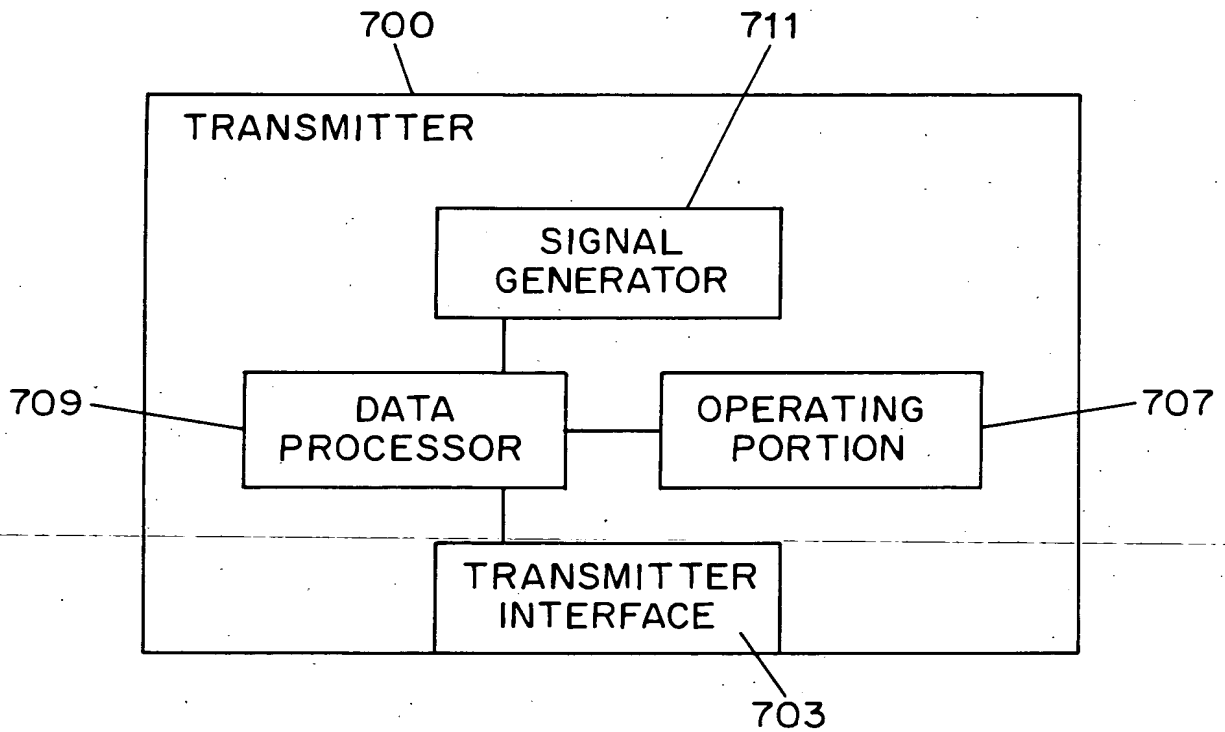 700
711
TRANSMITTER
SIGNAL
GENERATOR
709
DATA
PROCESSOR
OPERATING
PORTION
707
TRANSMITTER
INTERFACE
703